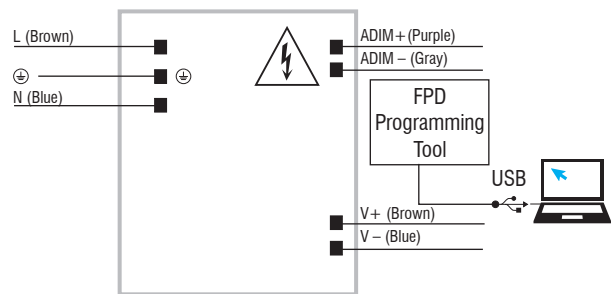 L (Brown)
N (Blue)
ADIM+(Purple)
ADIM – (Gray)
FPD
Programming
Tool
USB
V+ (Brown)
V – (Blue)